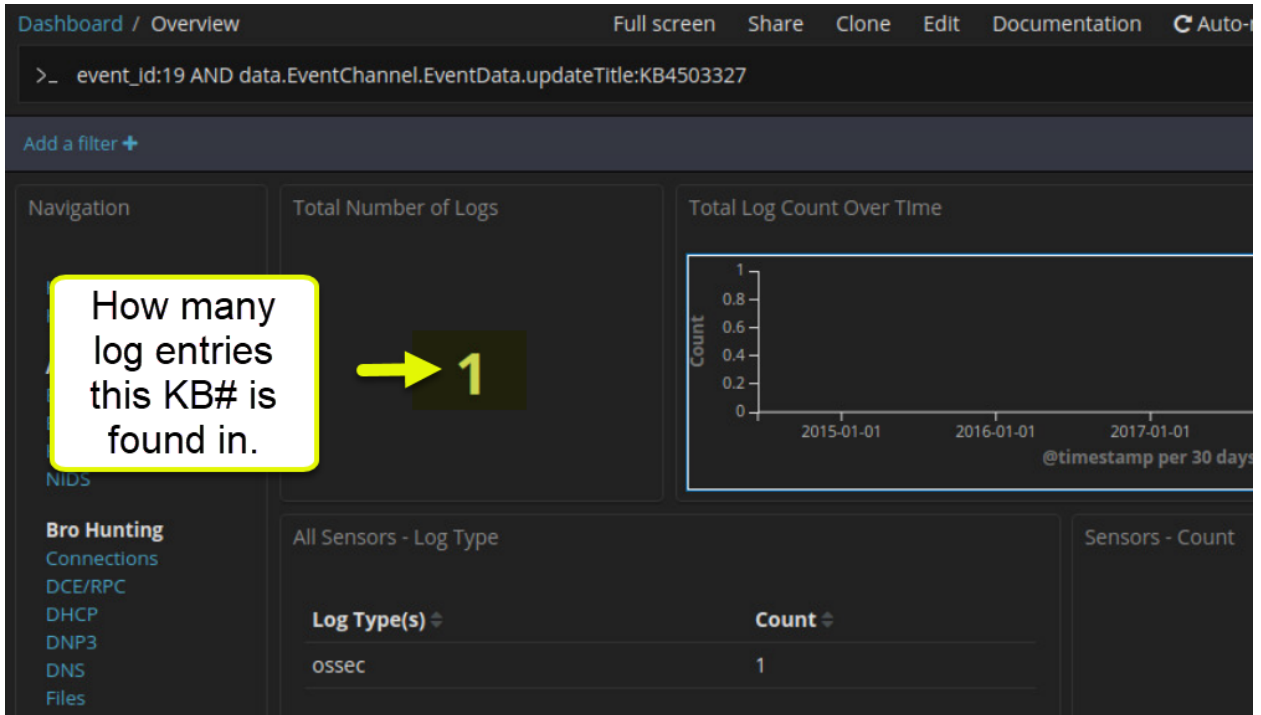 Dashboard / Overview Full screen Share Clone Edit Documentation Auto-
>_ event_id:19 AND data.EventChannel.EventData.updateTitle:KB4503327
Add a filter +
Navigation
Total Number of Logs
Total Log Count Over TIme
How many
log entries
this KB# is
found in.
1
Count
1
0.8
0.6
0.4
0.2
0
2015-01-01 2016-01-01 2017-01-01
@timestamp per 30 days
NIDS
Bro Hunting
Connections
DCE/RPC
DHCP
DNP3
DNS
Files
All Sensors - Log Type
Log Type(s) Count
ossec 1
Sensors - Count